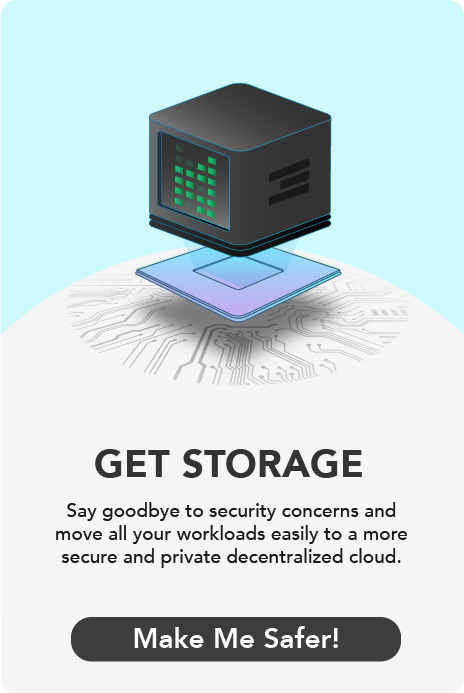 GET STORAGE
Say goodbye to security concerns and
move all your workloads easily to a more
secure and private decentralized cloud.
Make Me Safer!